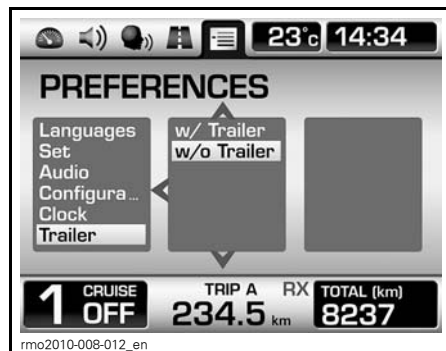 23°c 14:34
PREFERENCES
Languages
Set
Audio
Configura ...
Clock
Trailer
w/ Trailer
w/o Trailer
1 CRUISE OFF
TRIP A
234.5 km
RX
TOTAL (km)
8237
rmo2010-008-012_en